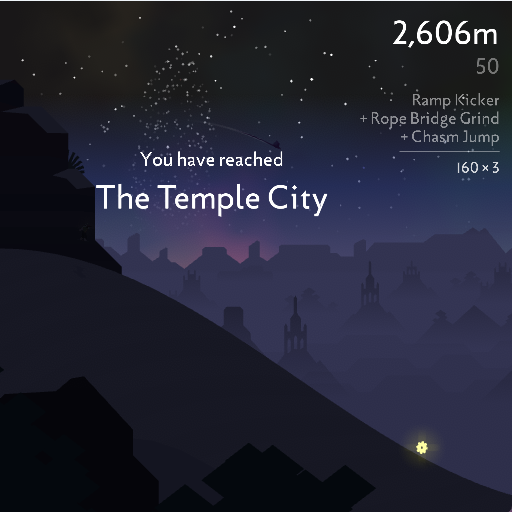 2,606m
50
Ramp Kicker
+ Rope Bridge Grind
+ Chasm Jump
160 × 3
You have reached
The Temple City